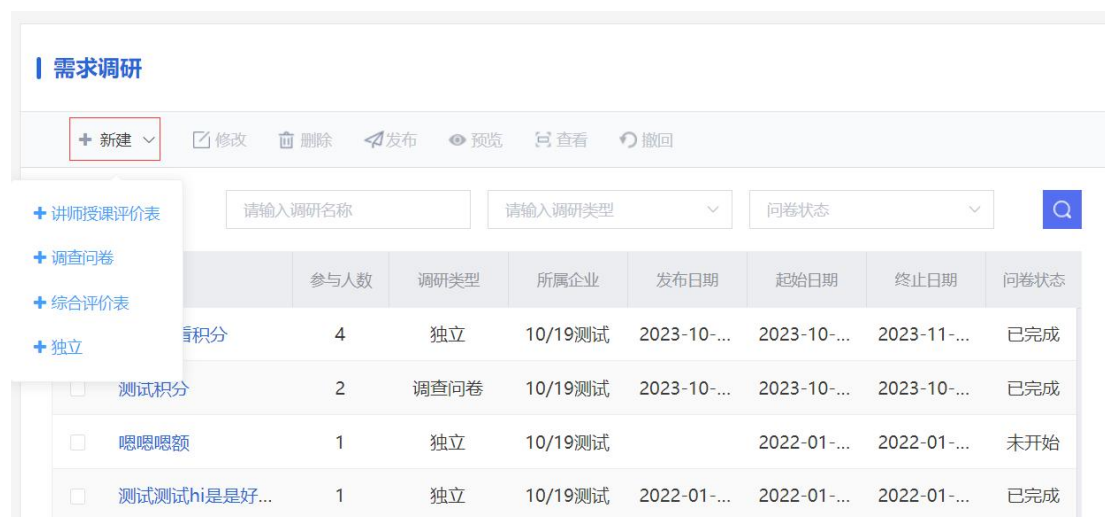 需求调研
新建 修改 删除 发布 预览 查看 撤回
请输入调研名称 请输入调研类型 问卷状态
讲师授课评价表
调查问卷
综合评价表
独立
参与人数 调研类型 所属企业 发布日期 起始日期 终止日期 问卷状态
看积分 4 独立 10/19测试 2023-10-... 2023-10-... 2023-11-... 已完成
测试积分 2 调查问卷 10/19测试 2023-10-... 2023-10-... 2023-10-... 已完成
嗯嗯嗯额 1 独立 10/19测试 2022-01-... 2022-01-... 未开始
测试测试hi是是好... 1 独立 10/19测试 2022-01-... 2022-01-... 2022-01-... 已完成